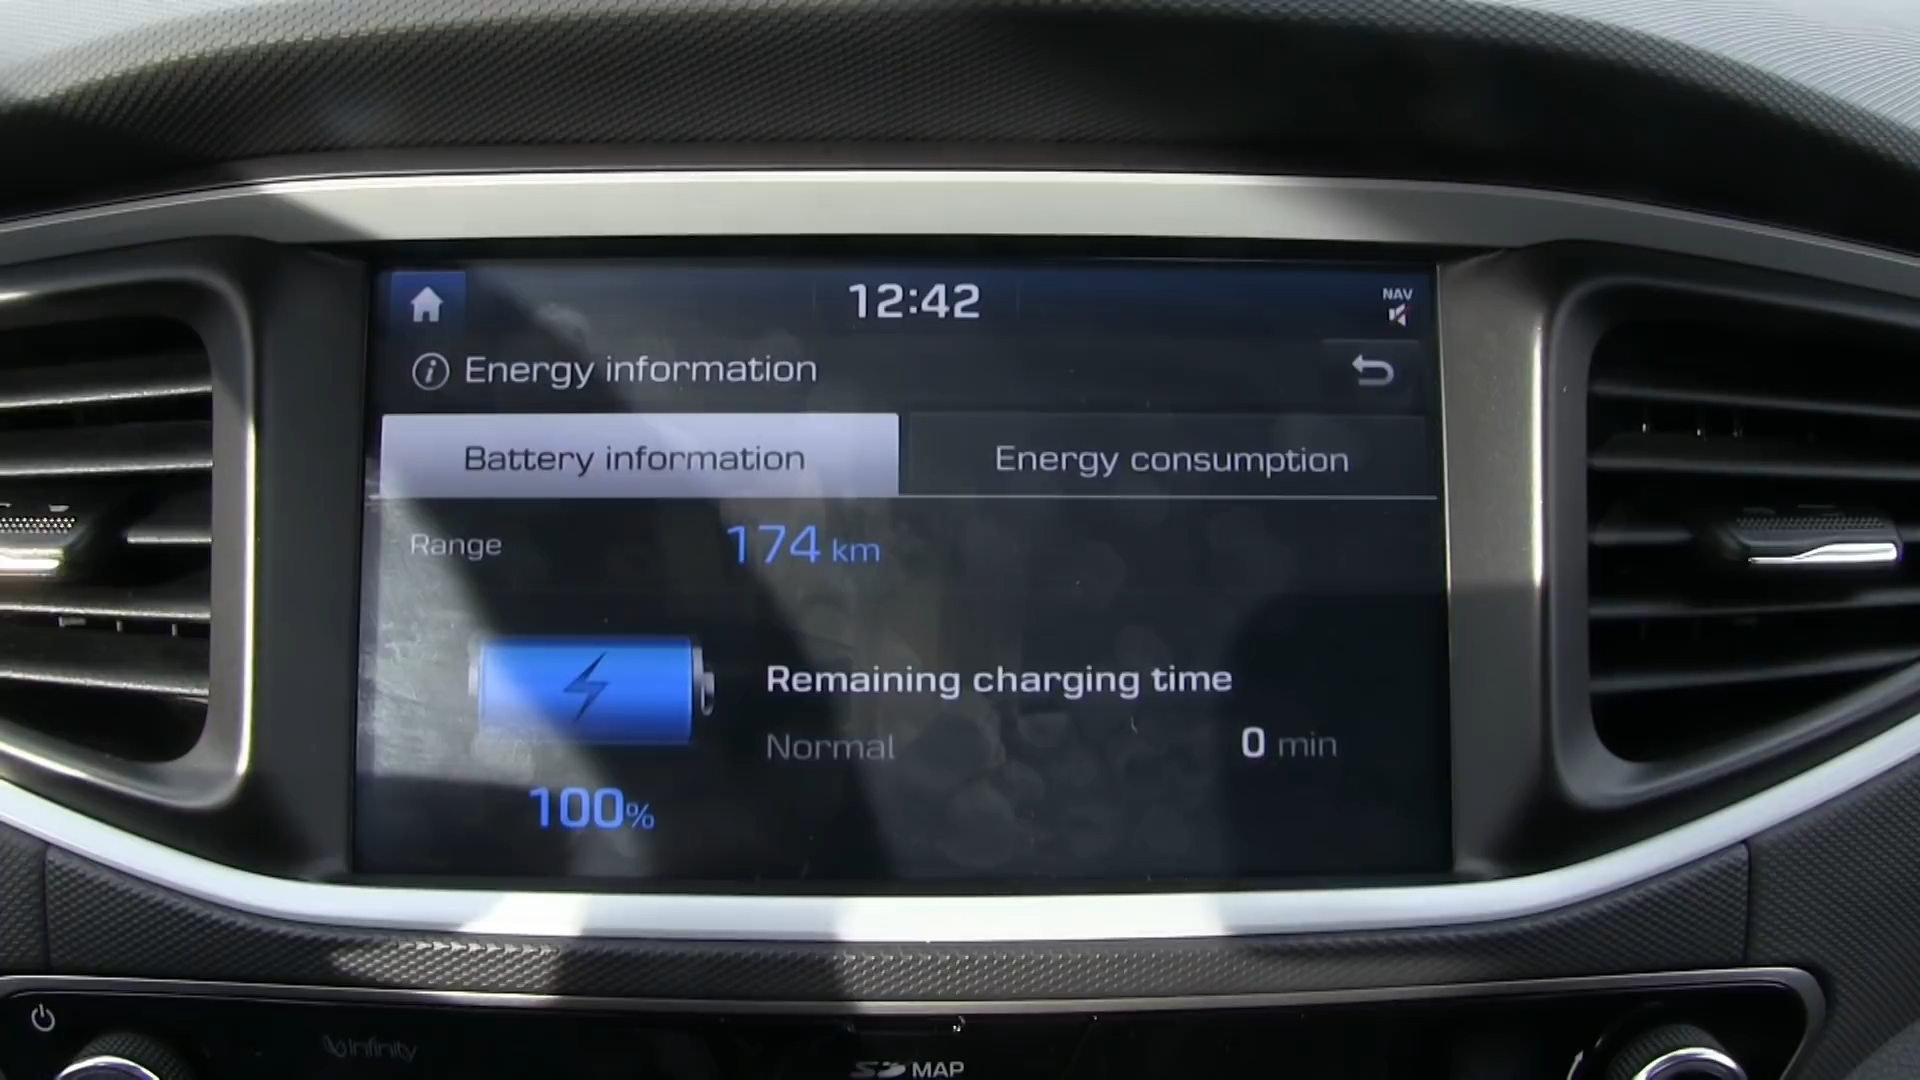 12:42
NAV
Energy information
Battery information
Energy consumption
Range 174 km
Remaining charging time
Normal 0 min
100%
Infinity
SD MAP